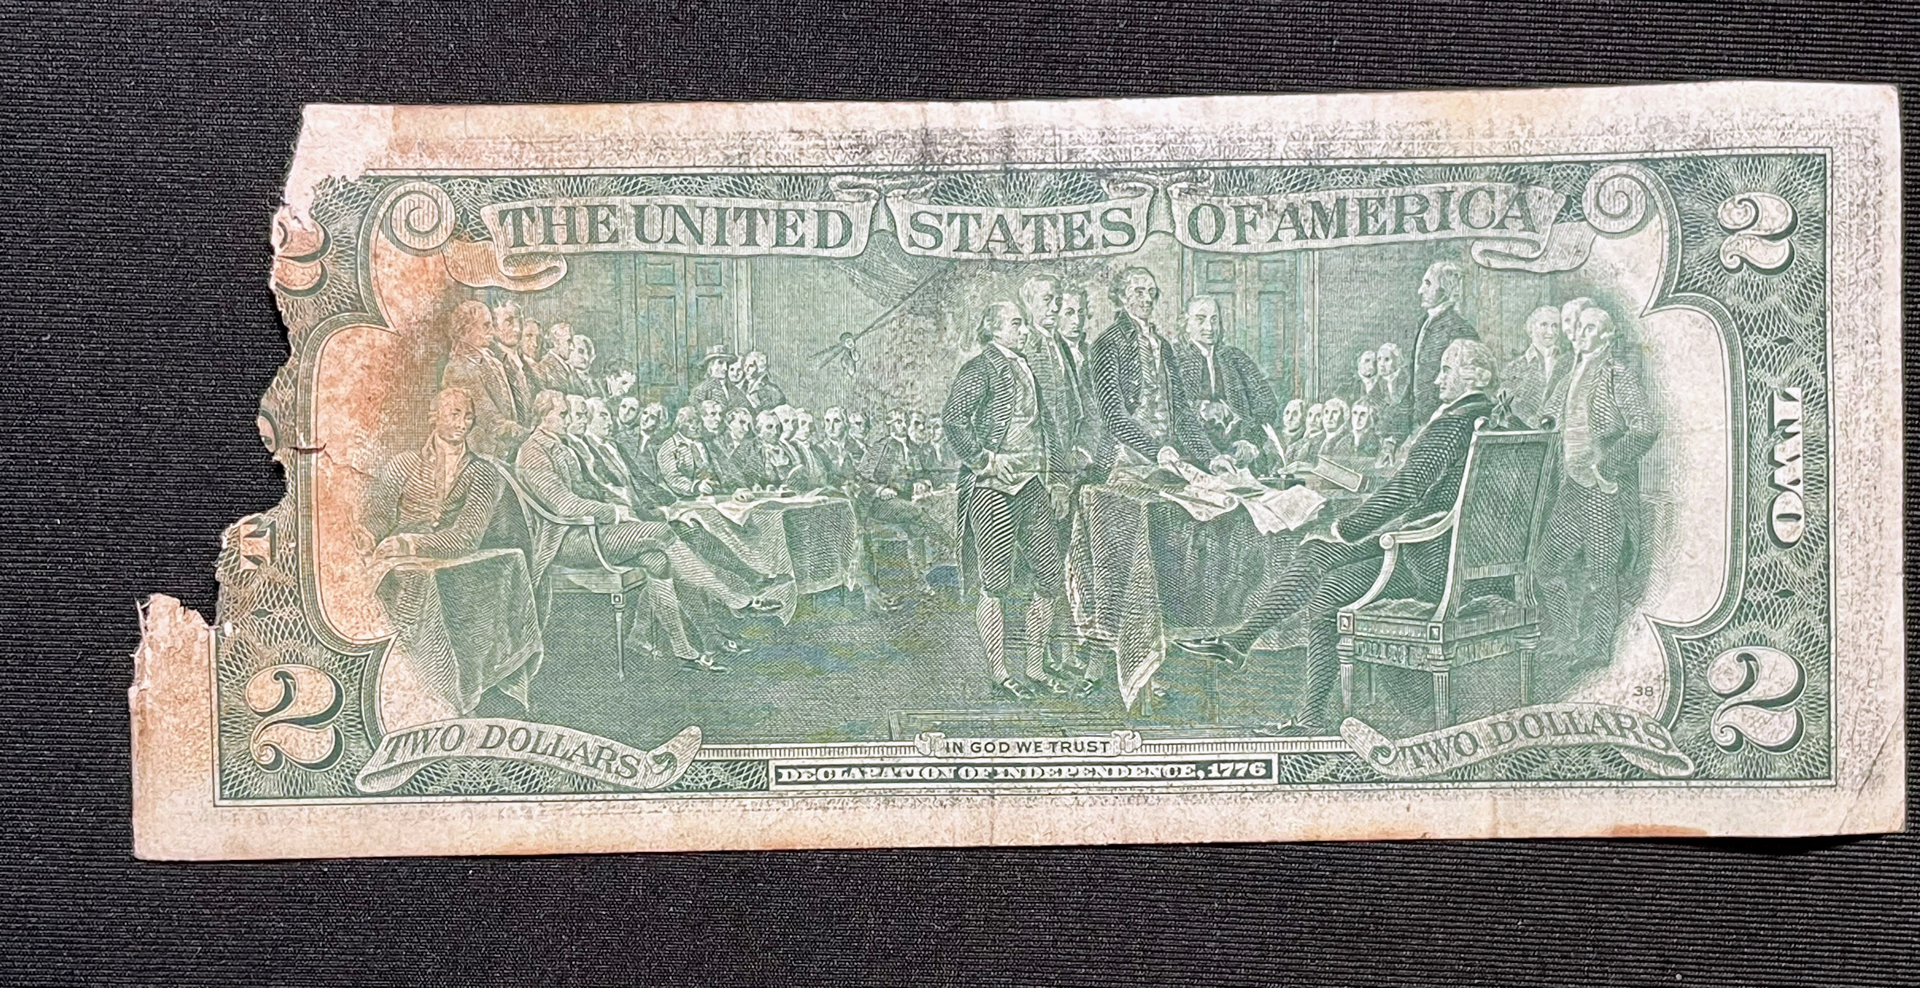 THE UNITED STATES OF AMERICA
2
2
TWO
T
38
2
2
TWO DOLLARS
TWO DOLLARS
IN GOD WE TRUST
DECLARATION OF INDEPENDENCE, 1776